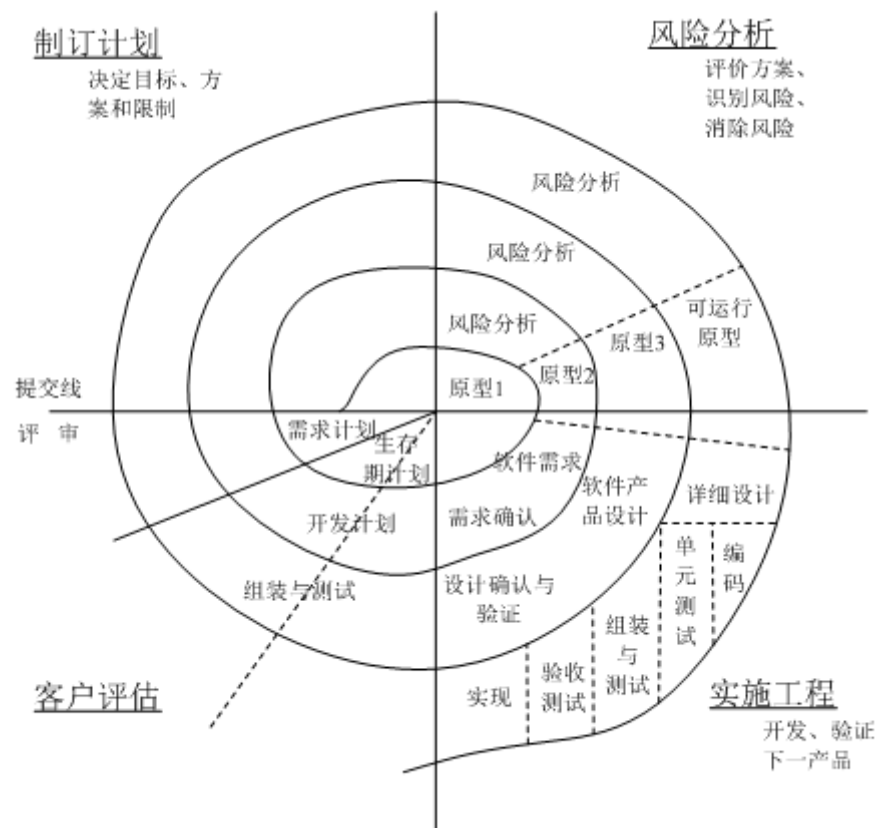 制订计划
决定目标、方
案和限制
风险分析
评价方案、
识别风险、
消除风险
风险分析
风险分析
风险分析
可运行
原型
原型3
原型2
原型1
提交线
评 审
需求计划
生存
期计划
开发计划
组装与测试
软件需求
需求确认
软件产
品设计
设计确认与
验证
详细设计
单
元
测
试
编
码
组装
与
测试
验收
测试
实现
客户评估
实施工程
开发、验证
下一产品